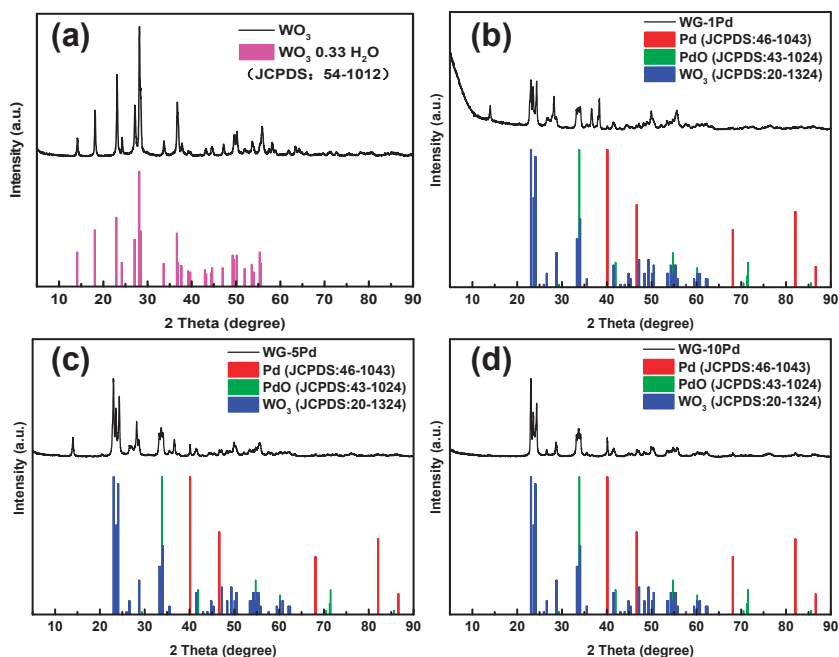 (a)
WO₃
WO₃ 0.33 H₂O
（JCPDS：54-1012）
Intensity (a.u.)
10 20 30 40 50 60 70 80 90
2 Theta (degree)
(b)
WG-1Pd
Pd (JCPDS:46-1043)
PdO (JCPDS:43-1024)
WO₃ (JCPDS:20-1324)
Intensity (a.u.)
10 20 30 40 50 60 70 80 90
2 Theta (degree)
(c)
WG-5Pd
Pd (JCPDS:46-1043)
PdO (JCPDS:43-1024)
WO₃ (JCPDS:20-1324)
Intensity (a.u.)
10 20 30 40 50 60 70 80 90
2 Theta (degree)
(d)
WG-10Pd
Pd (JCPDS:46-1043)
PdO (JCPDS:43-1024)
WO₃ (JCPDS:20-1324)
Intensity (a.u.)
10 20 30 40 50 60 70 80 90
2 Theta (degree)